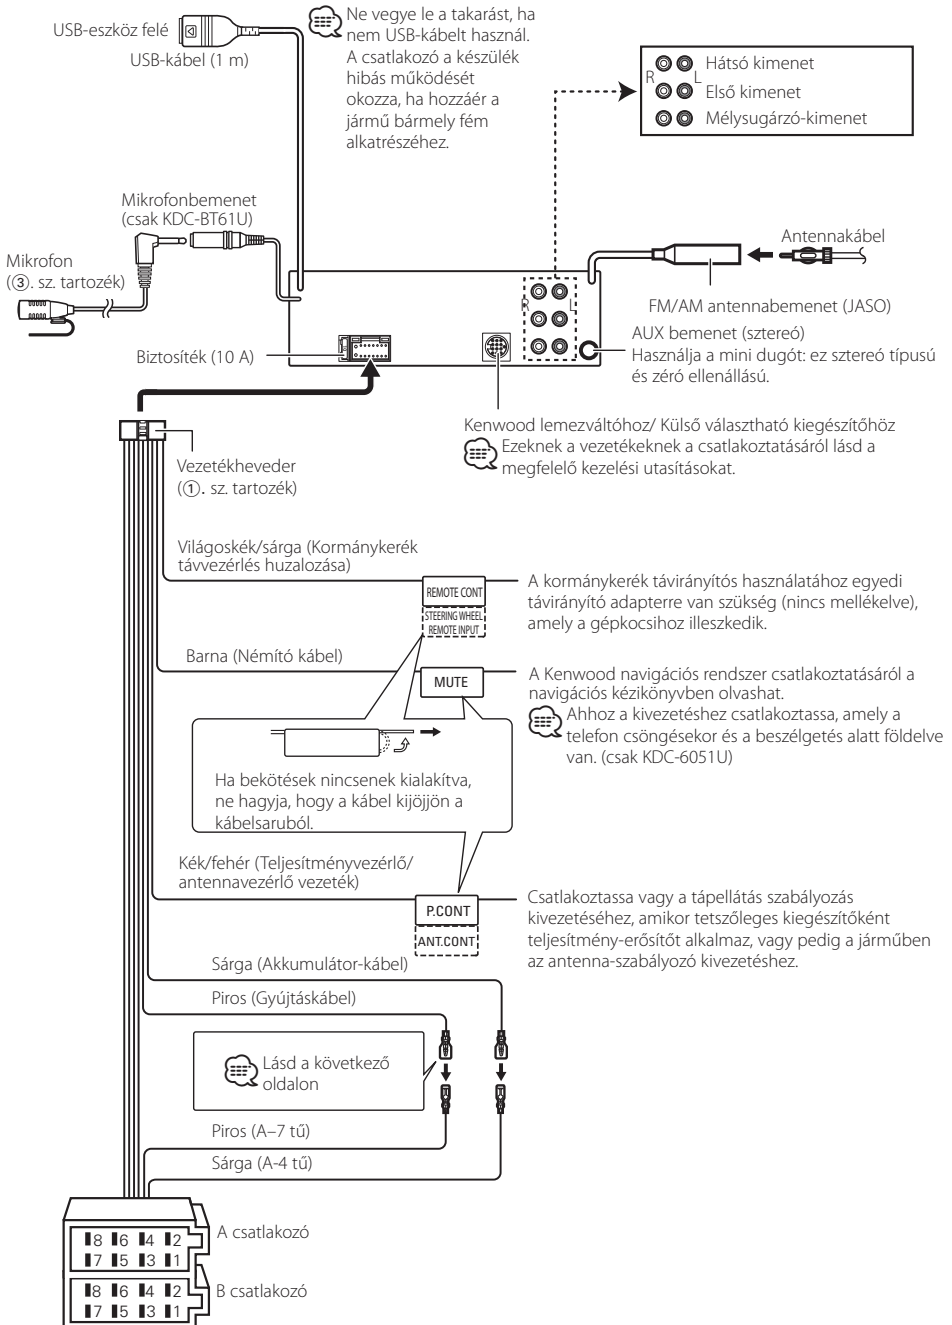 USB-eszköz felé
USB-kábel (1 m)
Ne vegye le a takarást, ha
nem USB-kábelt használ.
A csatlakozó a készülék
hibás működését
okozza, ha hozzáér a
jármű bármely fém
alkatrészéhez.
R L
Hátsó kimenet
Első kimenet
Mélysugárzó-kimenet
Mikrofonbemenet
(csak KDC-BT61U)
Mikrofon
(③. sz. tartozék)
Antennakábel
FM/AM antennabemenet (JASO)
R L
AUX bemenet (sztereó)
Használja a mini dugót: ez sztereó típusú
és zéró ellenállású.
Biztosíték (10 A)
Kenwood lemezváltóhoz/ Külső választható kiegészítőhöz
Ezeknek a vezetékeknek a csatlakoztatásáról lásd a
megfelelő kezelési utasításokat.
Vezetékheveder
(①. sz. tartozék)
Világoskék/sárga (Kormánykerék
távvezérlés huzalozása)
REMOTE CONT
STEERING WHEEL
REMOTE INPUT
A kormánykerék távirányítós használatához egyedi
távirányító adapterre van szükség (nincs mellékelve),
amely a gépkocsihoz illeszkedik.
Barna (Némító kábel)
MUTE
A Kenwood navigációs rendszer csatlakoztatásáról a
navigációs kézikönyvben olvashat.
Ahhoz a kivezetéshez csatlakoztassa, amely a
telefon csöngésekor és a beszélgetés alatt földelve
van. (csak KDC-6051U)
Ha bekötések nincsenek kialakítva,
ne hagyja, hogy a kábel kijöjjön a
kábelsaruból.
Kék/fehér (Teljesítményvezérlő/
antennavezérlő vezeték)
P.CONT
ANT.CONT
Csatlakoztassa vagy a tápellátás szabályozás
kivezetéséhez, amikor tetszőleges kiegészítőként
teljesítmény-erősítőt alkalmaz, vagy pedig a járműben
az antenna-szabályozó kivezetéshez.
Sárga (Akkumulátor-kábel)
Piros (Gyújtáskábel)
Lásd a következő
oldalon
Piros (A–7 tű)
Sárga (A-4 tű)
8 6 4 2
7 5 3 1
A csatlakozó
8 6 4 2
7 5 3 1
B csatlakozó